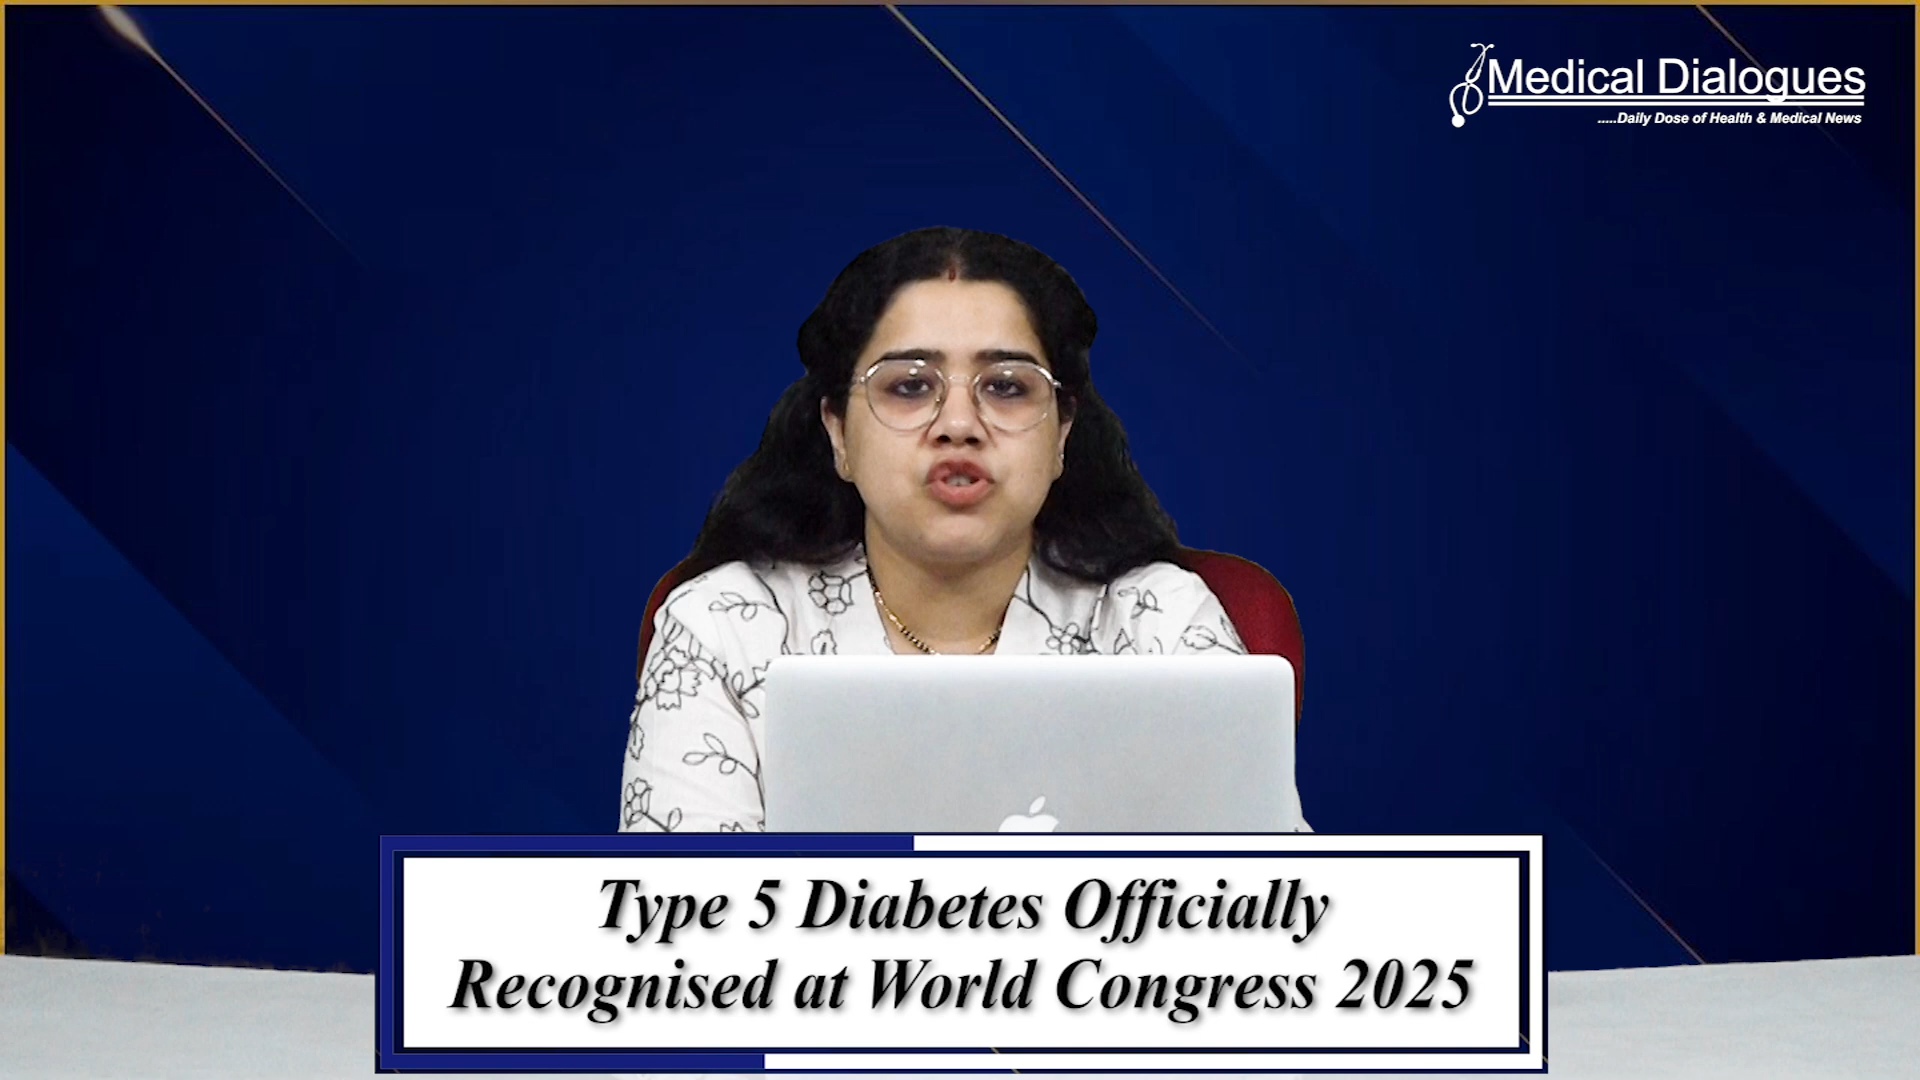 Medical Dialogues
.....Daily Dose of Health & Medical News
Type 5 Diabetes Officially
Recognised at World Congress 2025